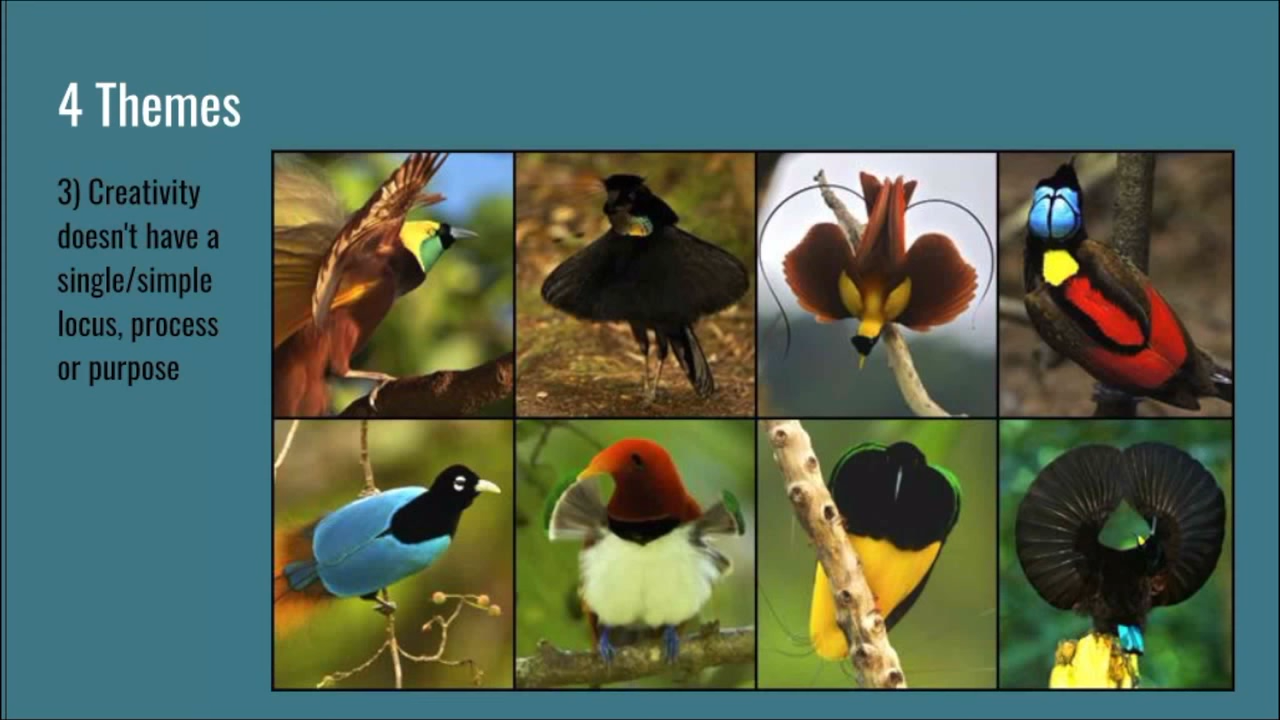 4 Themes
3) Creativity
doesn't have a
single/simple
locus, process
or purpose